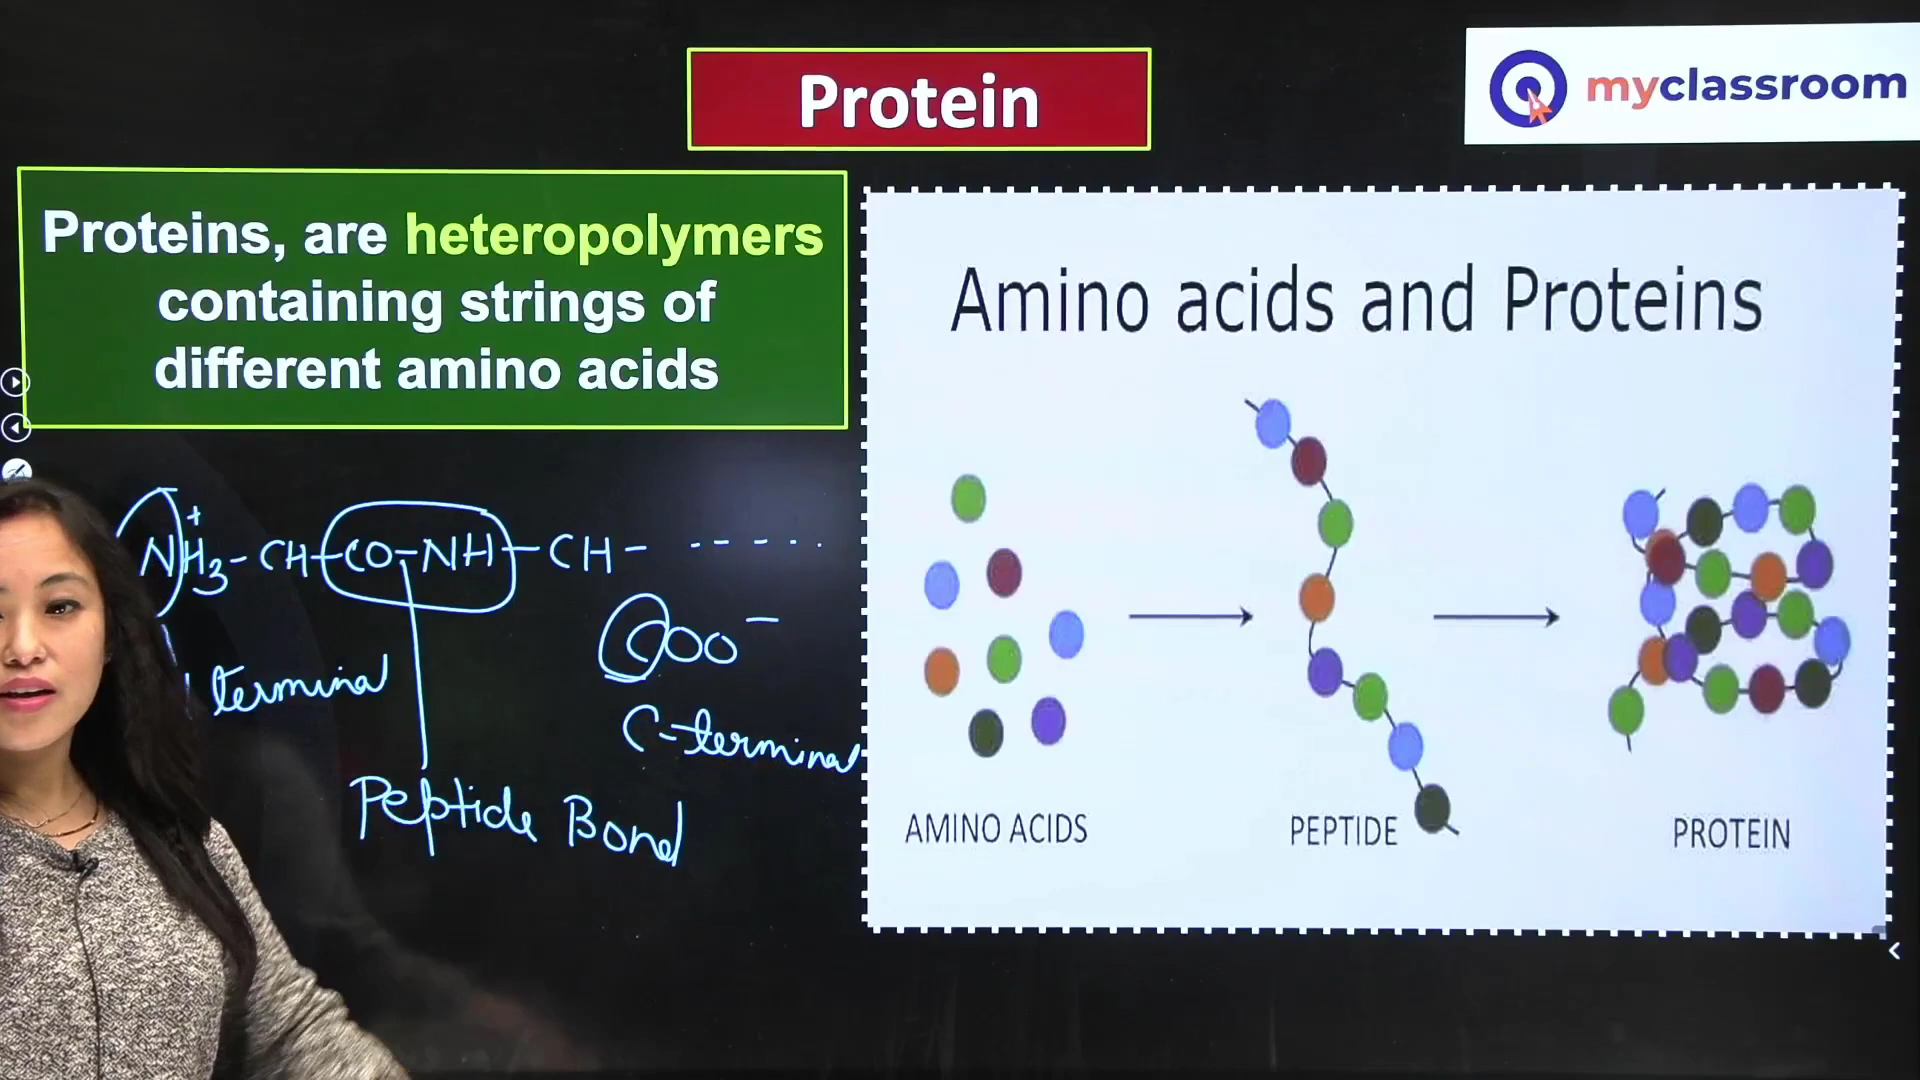 Protein
myclassroom
Proteins, are heteropolymers
containing strings of
different amino acids
Amino acids and Proteins
NH₃⁺-CH-CO-NH-CH- -----
COO⁻
terminal
C-terminal
Peptide Bond
AMINO ACIDS
PEPTIDE
PROTEIN